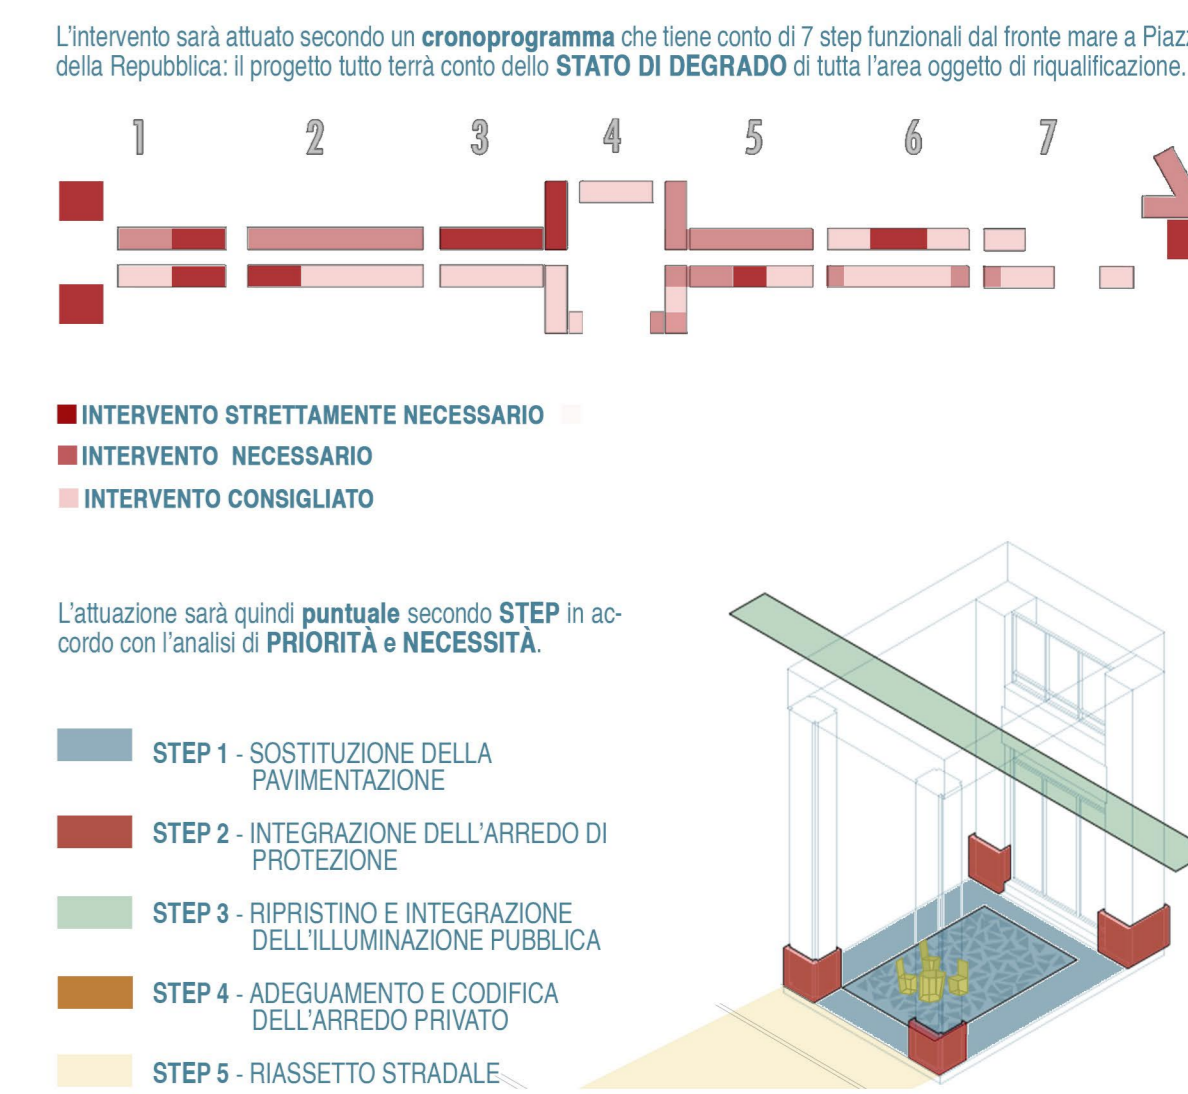 L'intervento sarà attuato secondo un cronoprogramma che tiene conto di 7 step funzionali dal fronte mare a Piazz
della Repubblica: il progetto tutto terrà conto dello STATO DI DEGRADO di tutta l'area oggetto di riqualificazione.
1 2 3 4 5 6 7
INTERVENTO STRETTAMENTE NECESSARIO
INTERVENTO NECESSARIO
INTERVENTO CONSIGLIATO
L'attuazione sarà quindi puntuale secondo STEP in ac-
cordo con l'analisi di PRIORITÀ e NECESSITÀ.
STEP 1 - SOSTITUZIONE DELLA
PAVIMENTAZIONE
STEP 2 - INTEGRAZIONE DELL'ARREDO DI
PROTEZIONE
STEP 3 - RIPRISTINO E INTEGRAZIONE
DELL'ILLUMINAZIONE PUBBLICA
STEP 4 - ADEGUAMENTO E CODIFICA
DELL'ARREDO PRIVATO
STEP 5 - RIASSETTO STRADALE